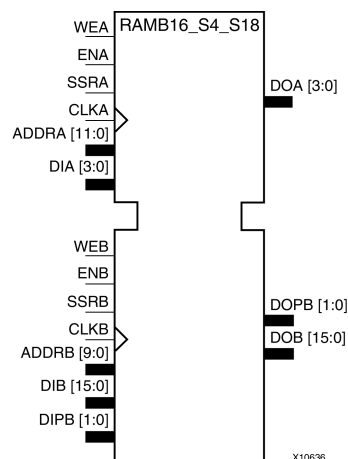 RAMB16_S4_S18
WEA
ENA
SSRA
CLKA
ADDRA [11:0]
DIA [3:0]
DOA [3:0]
WEB
ENB
SSRB
CLKB
ADDRB [9:0]
DIB [15:0]
DIPB [1:0]
DOPB [1:0]
DOB [15:0]
X10636